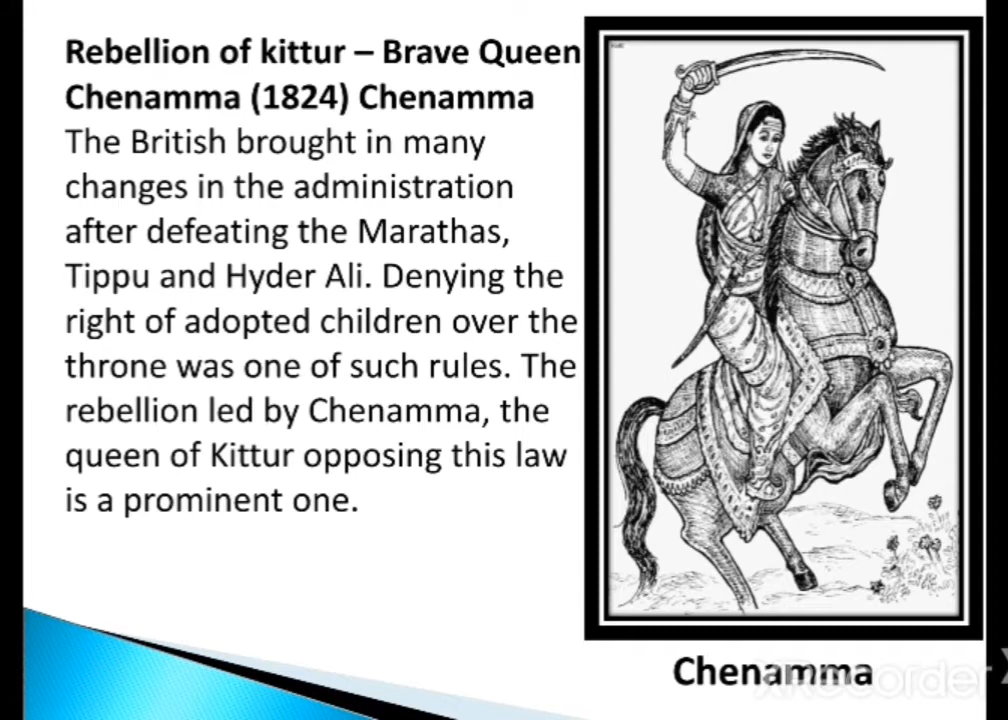 Rebellion of kittur – Brave Queen
Chenamma (1824) Chenamma
The British brought in many
changes in the administration
after defeating the Marathas,
Tippu and Hyder Ali. Denying the
right of adopted children over the
throne was one of such rules. The
rebellion led by Chenamma, the
queen of Kittur opposing this law
is a prominent one.
Chenamma
XRecorder